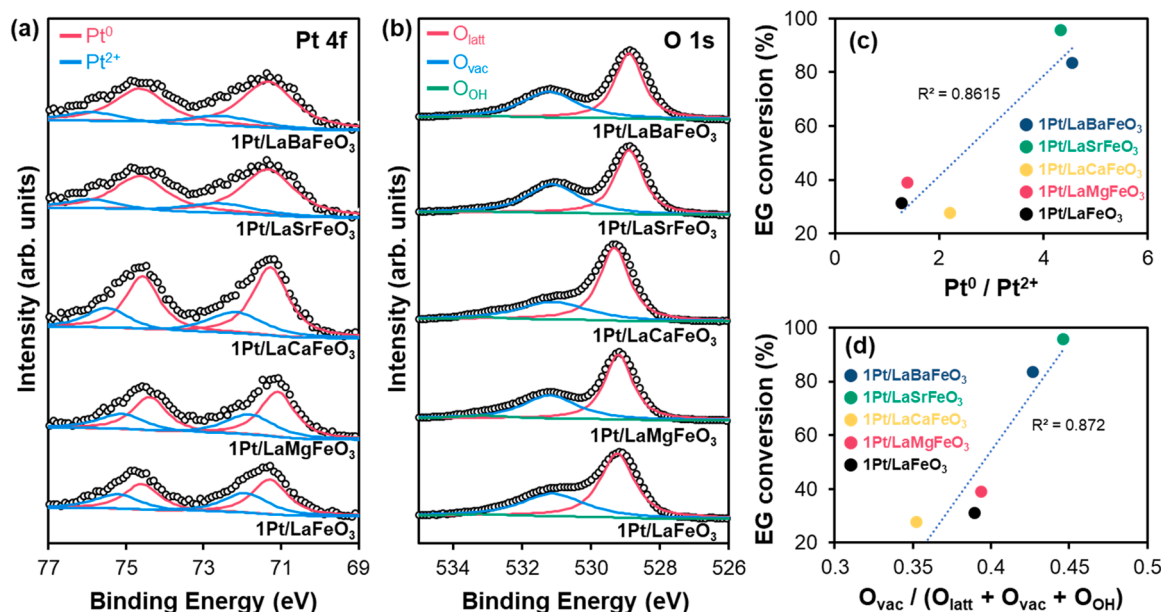 (a)
Pt⁰
Pt²⁺
Pt 4f
1Pt/LaBaFeO₃
1Pt/LaSrFeO₃
1Pt/LaCaFeO₃
1Pt/LaMgFeO₃
1Pt/LaFeO₃
Intensity (arb. units)
77 75 73 71 69
Binding Energy (eV)
(b)
O_latt
O_vac
O_OH
O 1s
1Pt/LaBaFeO₃
1Pt/LaSrFeO₃
1Pt/LaCaFeO₃
1Pt/LaMgFeO₃
1Pt/LaFeO₃
Intensity (arb. units)
534 532 530 528 526
Binding Energy (eV)
(c)
EG conversion (%)
100
80
60
40
20
R² = 0.8615
1Pt/LaBaFeO₃
1Pt/LaSrFeO₃
1Pt/LaCaFeO₃
1Pt/LaMgFeO₃
1Pt/LaFeO₃
0 2 4 6
Pt⁰ / Pt²⁺
(d)
EG conversion (%)
100
80
60
40
20
1Pt/LaBaFeO₃
1Pt/LaSrFeO₃
1Pt/LaCaFeO₃
1Pt/LaMgFeO₃
1Pt/LaFeO₃
R² = 0.872
0.3 0.35 0.4 0.45 0.5
O_vac / (O_latt + O_vac + O_OH)